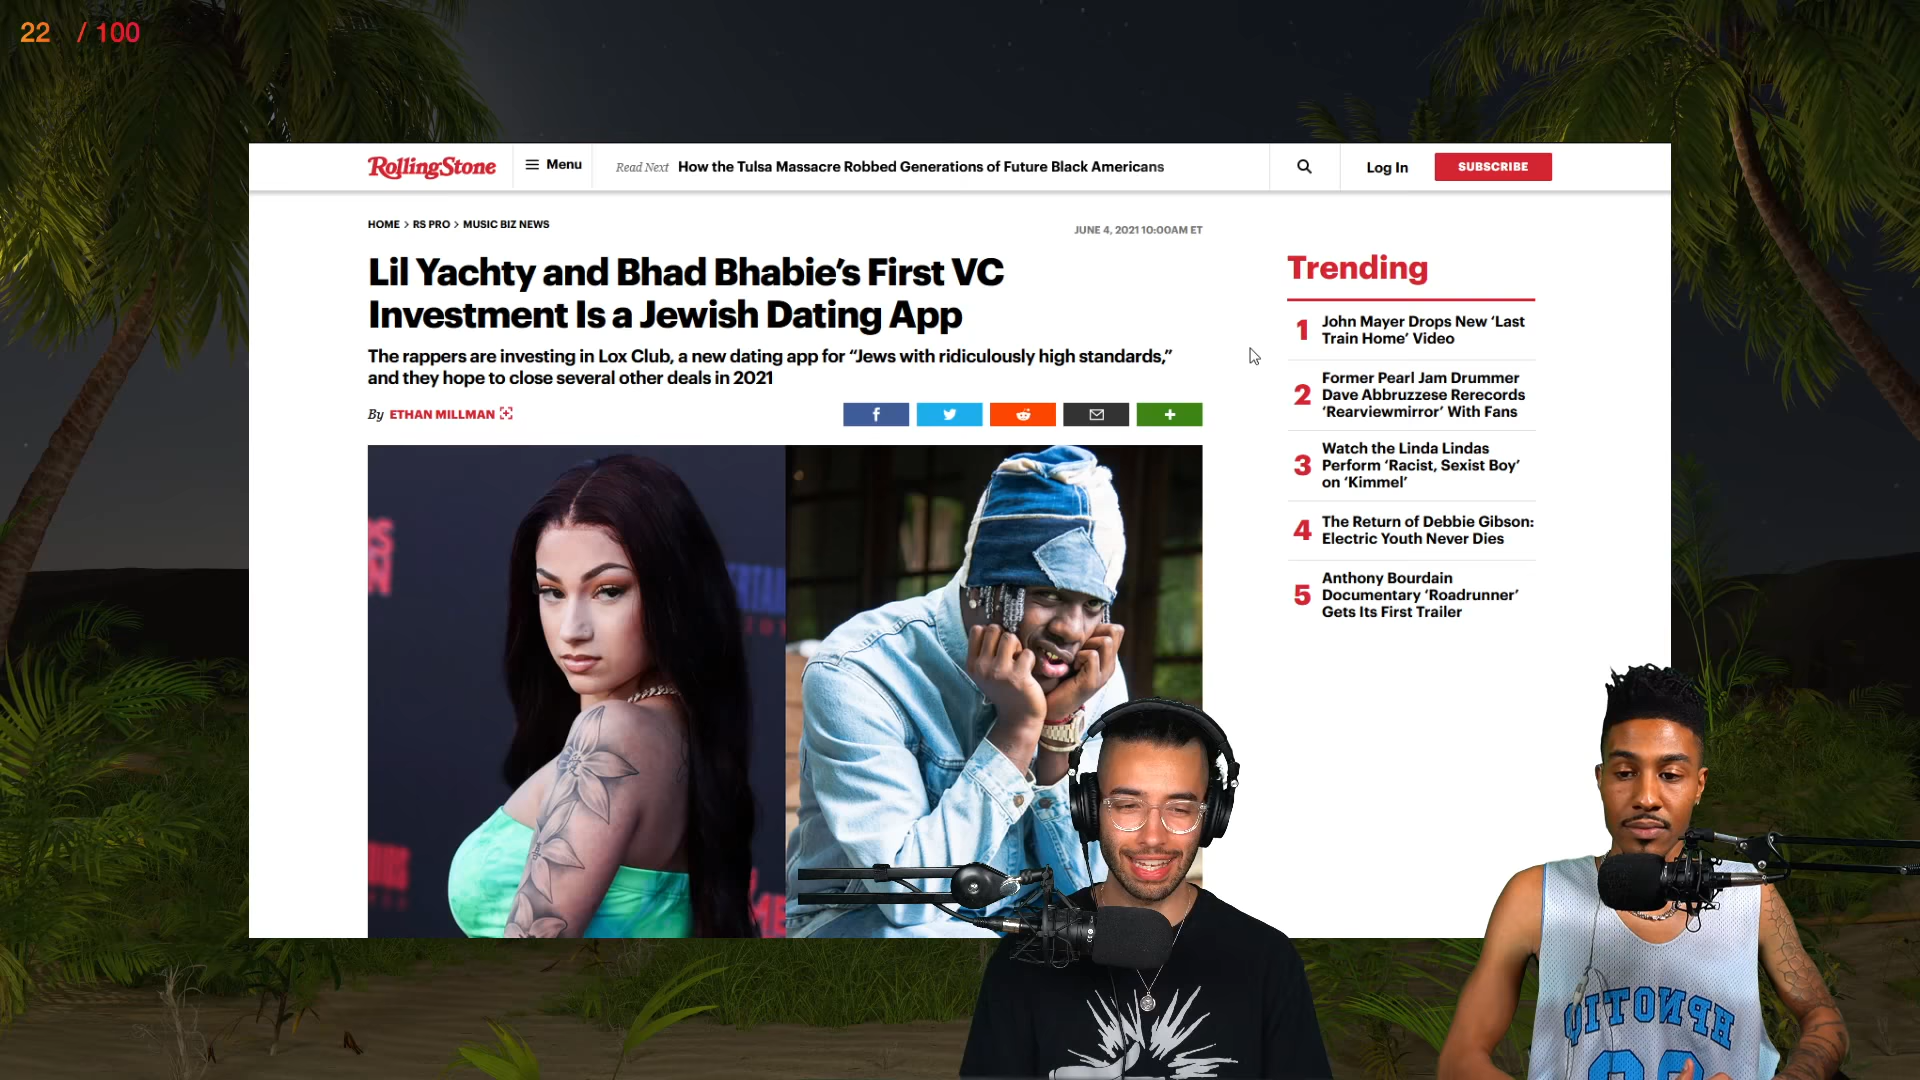 22 / 100
RollingStone
Menu
Read Next How the Tulsa Massacre Robbed Generations of Future Black Americans
Log In
SUBSCRIBE
HOME > RS PRO > MUSIC BIZ NEWS
JUNE 4, 2021 10:00AM ET
Lil Yachty and Bhad Bhabie’s First VC
Investment Is a Jewish Dating App
The rappers are investing in Lox Club, a new dating app for “Jews with ridiculously high standards,”
and they hope to close several other deals in 2021
By ETHAN MILLMAN
Trending
1 John Mayer Drops New ‘Last
Train Home’ Video
2 Former Pearl Jam Drummer
Dave Abbruzzese Rerecords
‘Rearviewmirror’ With Fans
3 Watch the Linda Lindas
Perform ‘Racist, Sexist Boy’
on ‘Kimmel’
4 The Return of Debbie Gibson:
Electric Youth Never Dies
5 Anthony Bourdain
Documentary ‘Roadrunner’
Gets Its First Trailer
HPNOTIQ